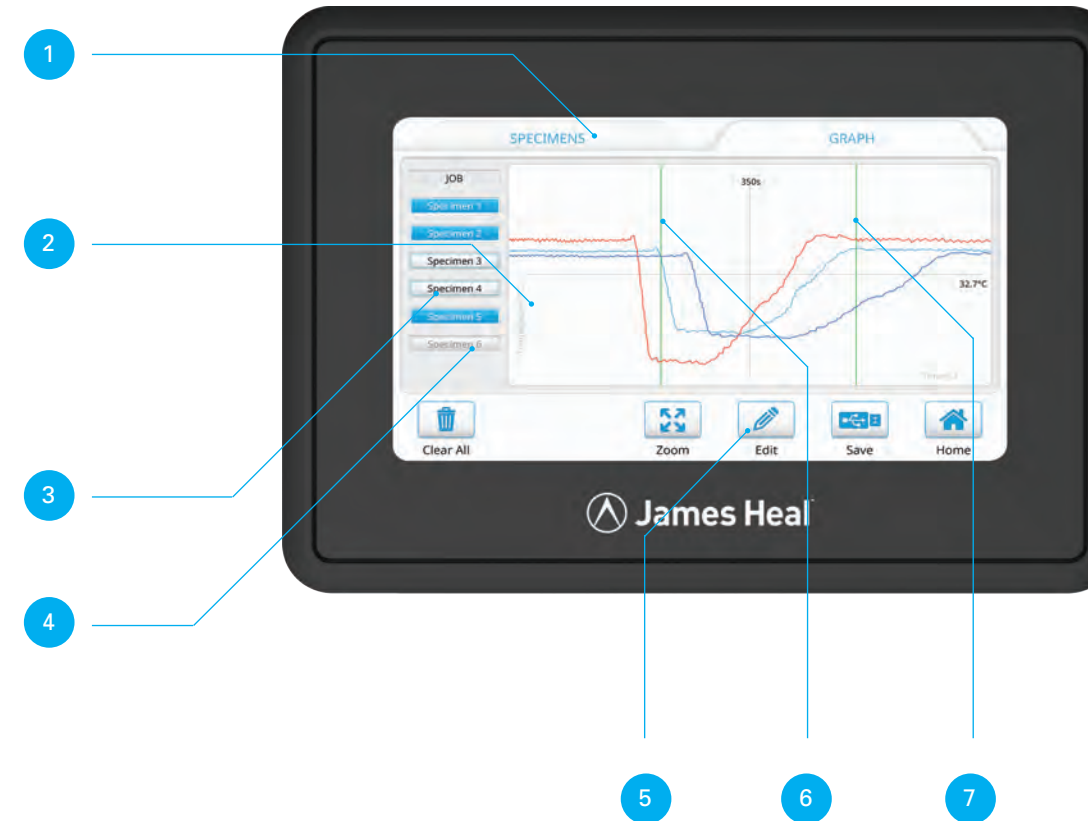 1
SPECIMENS
GRAPH
JOB
350s
Specimen 1
2
Specimen 2
Specimen 3
Specimen 4
32.7°C
Specimen 5
Specimen 6
Clear All
Zoom
Edit
Save
Home
3
James Heal
4
5
6
7